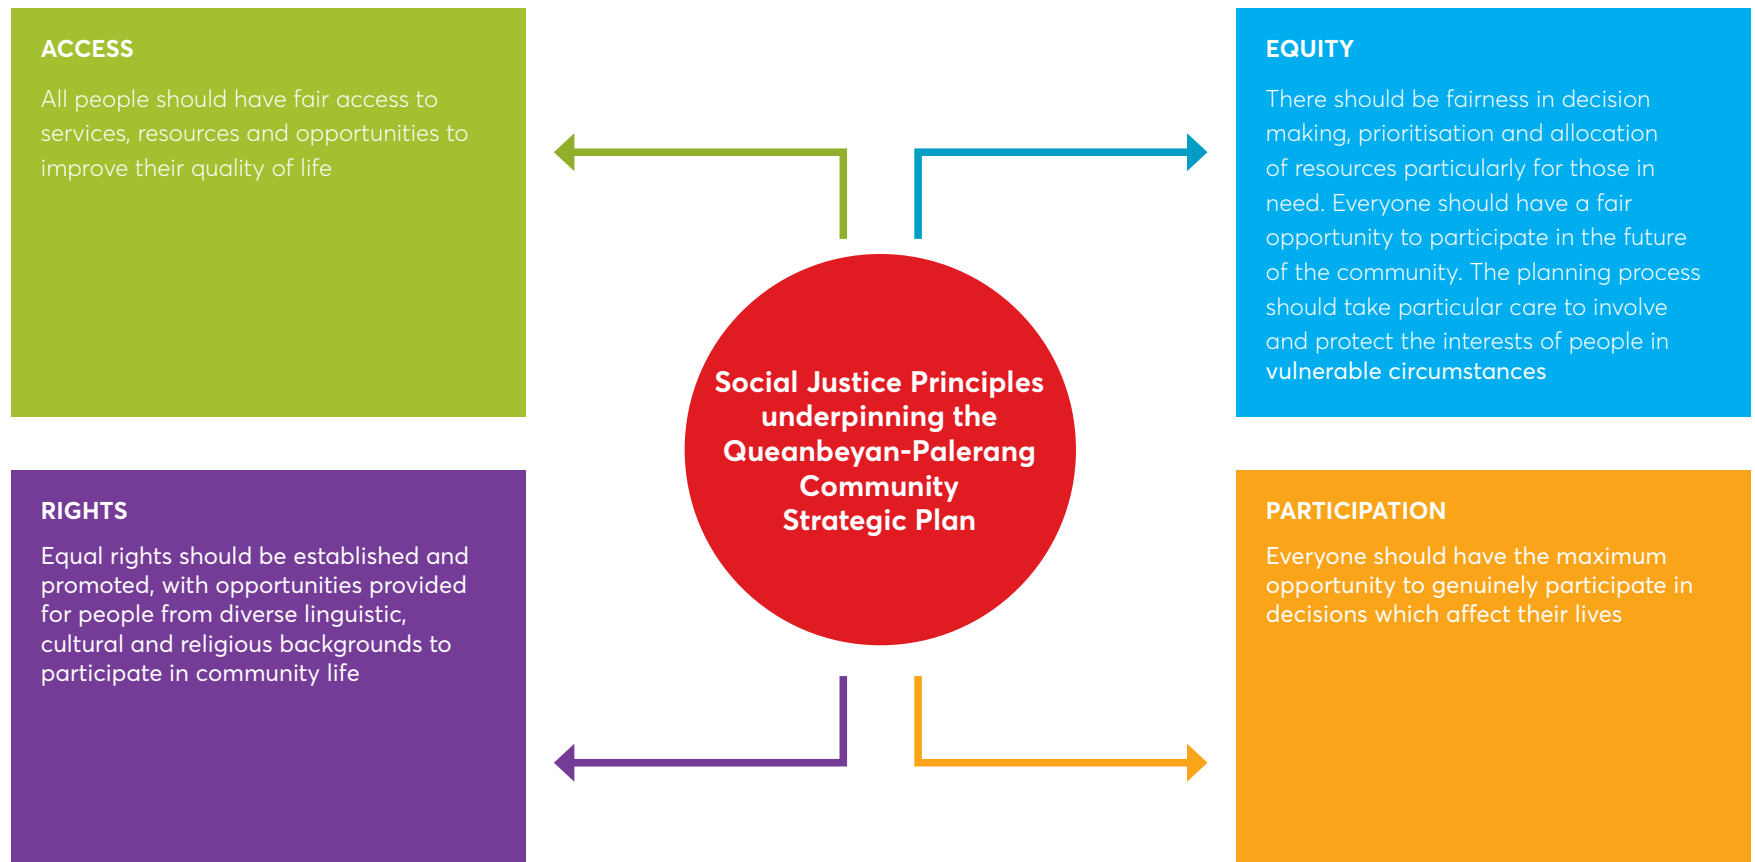 ACCESS
All people should have fair access to
services, resources and opportunities to
improve their quality of life
EQUITY
There should be fairness in decision
making, prioritisation and allocation
of resources particularly for those in
need. Everyone should have a fair
opportunity to participate in the future
of the community. The planning process
should take particular care to involve
and protect the interests of people in
vulnerable circumstances
Social Justice Principles
underpinning the
Queanbeyan-Palerang
Community
Strategic Plan
RIGHTS
Equal rights should be established and
promoted, with opportunities provided
for people from diverse linguistic,
cultural and religious backgrounds to
participate in community life
PARTICIPATION
Everyone should have the maximum
opportunity to genuinely participate in
decisions which affect their lives